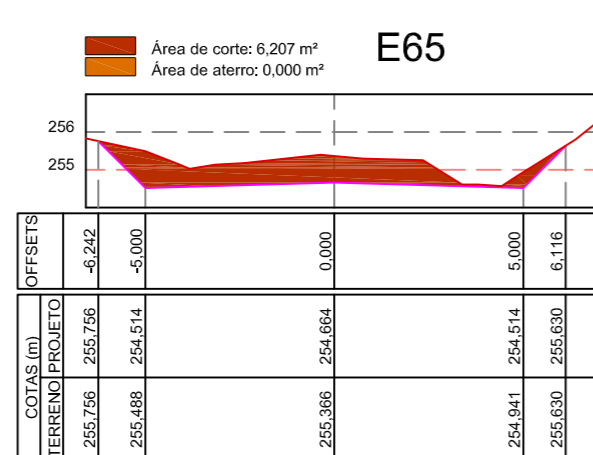 Área de corte: 6,207 m²
E65
Área de aterro: 0,000 m²
256
255
OFFSETS
-6,242
-5,000
0,000
5,000
6,116
COTAS (m)
PROJETO
255,756
254,514
254,664
254,514
255,630
TERRENO
255,756
255,488
255,366
254,941
255,630